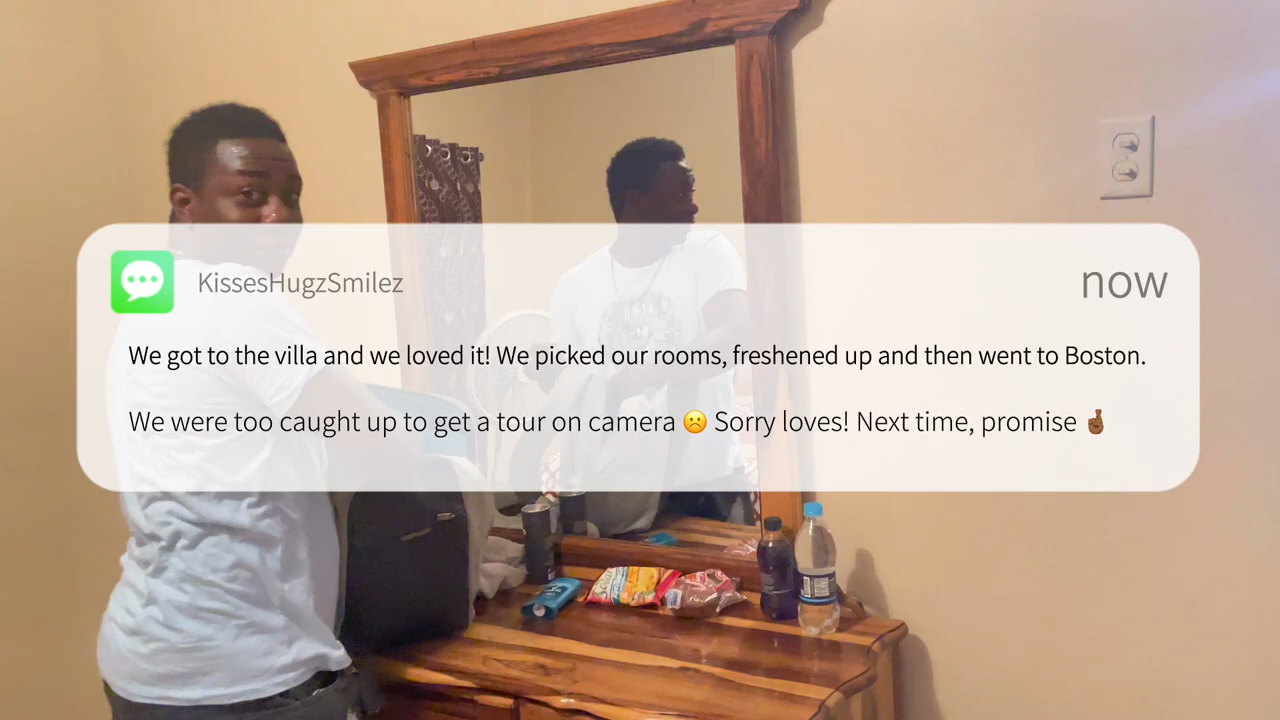 KissesHugzSmilez
now
We got to the villa and we loved it! We picked our rooms, freshened up and then went to Boston.
We were too caught up to get a tour on camera ☹️ Sorry loves! Next time, promise 🤞🏾